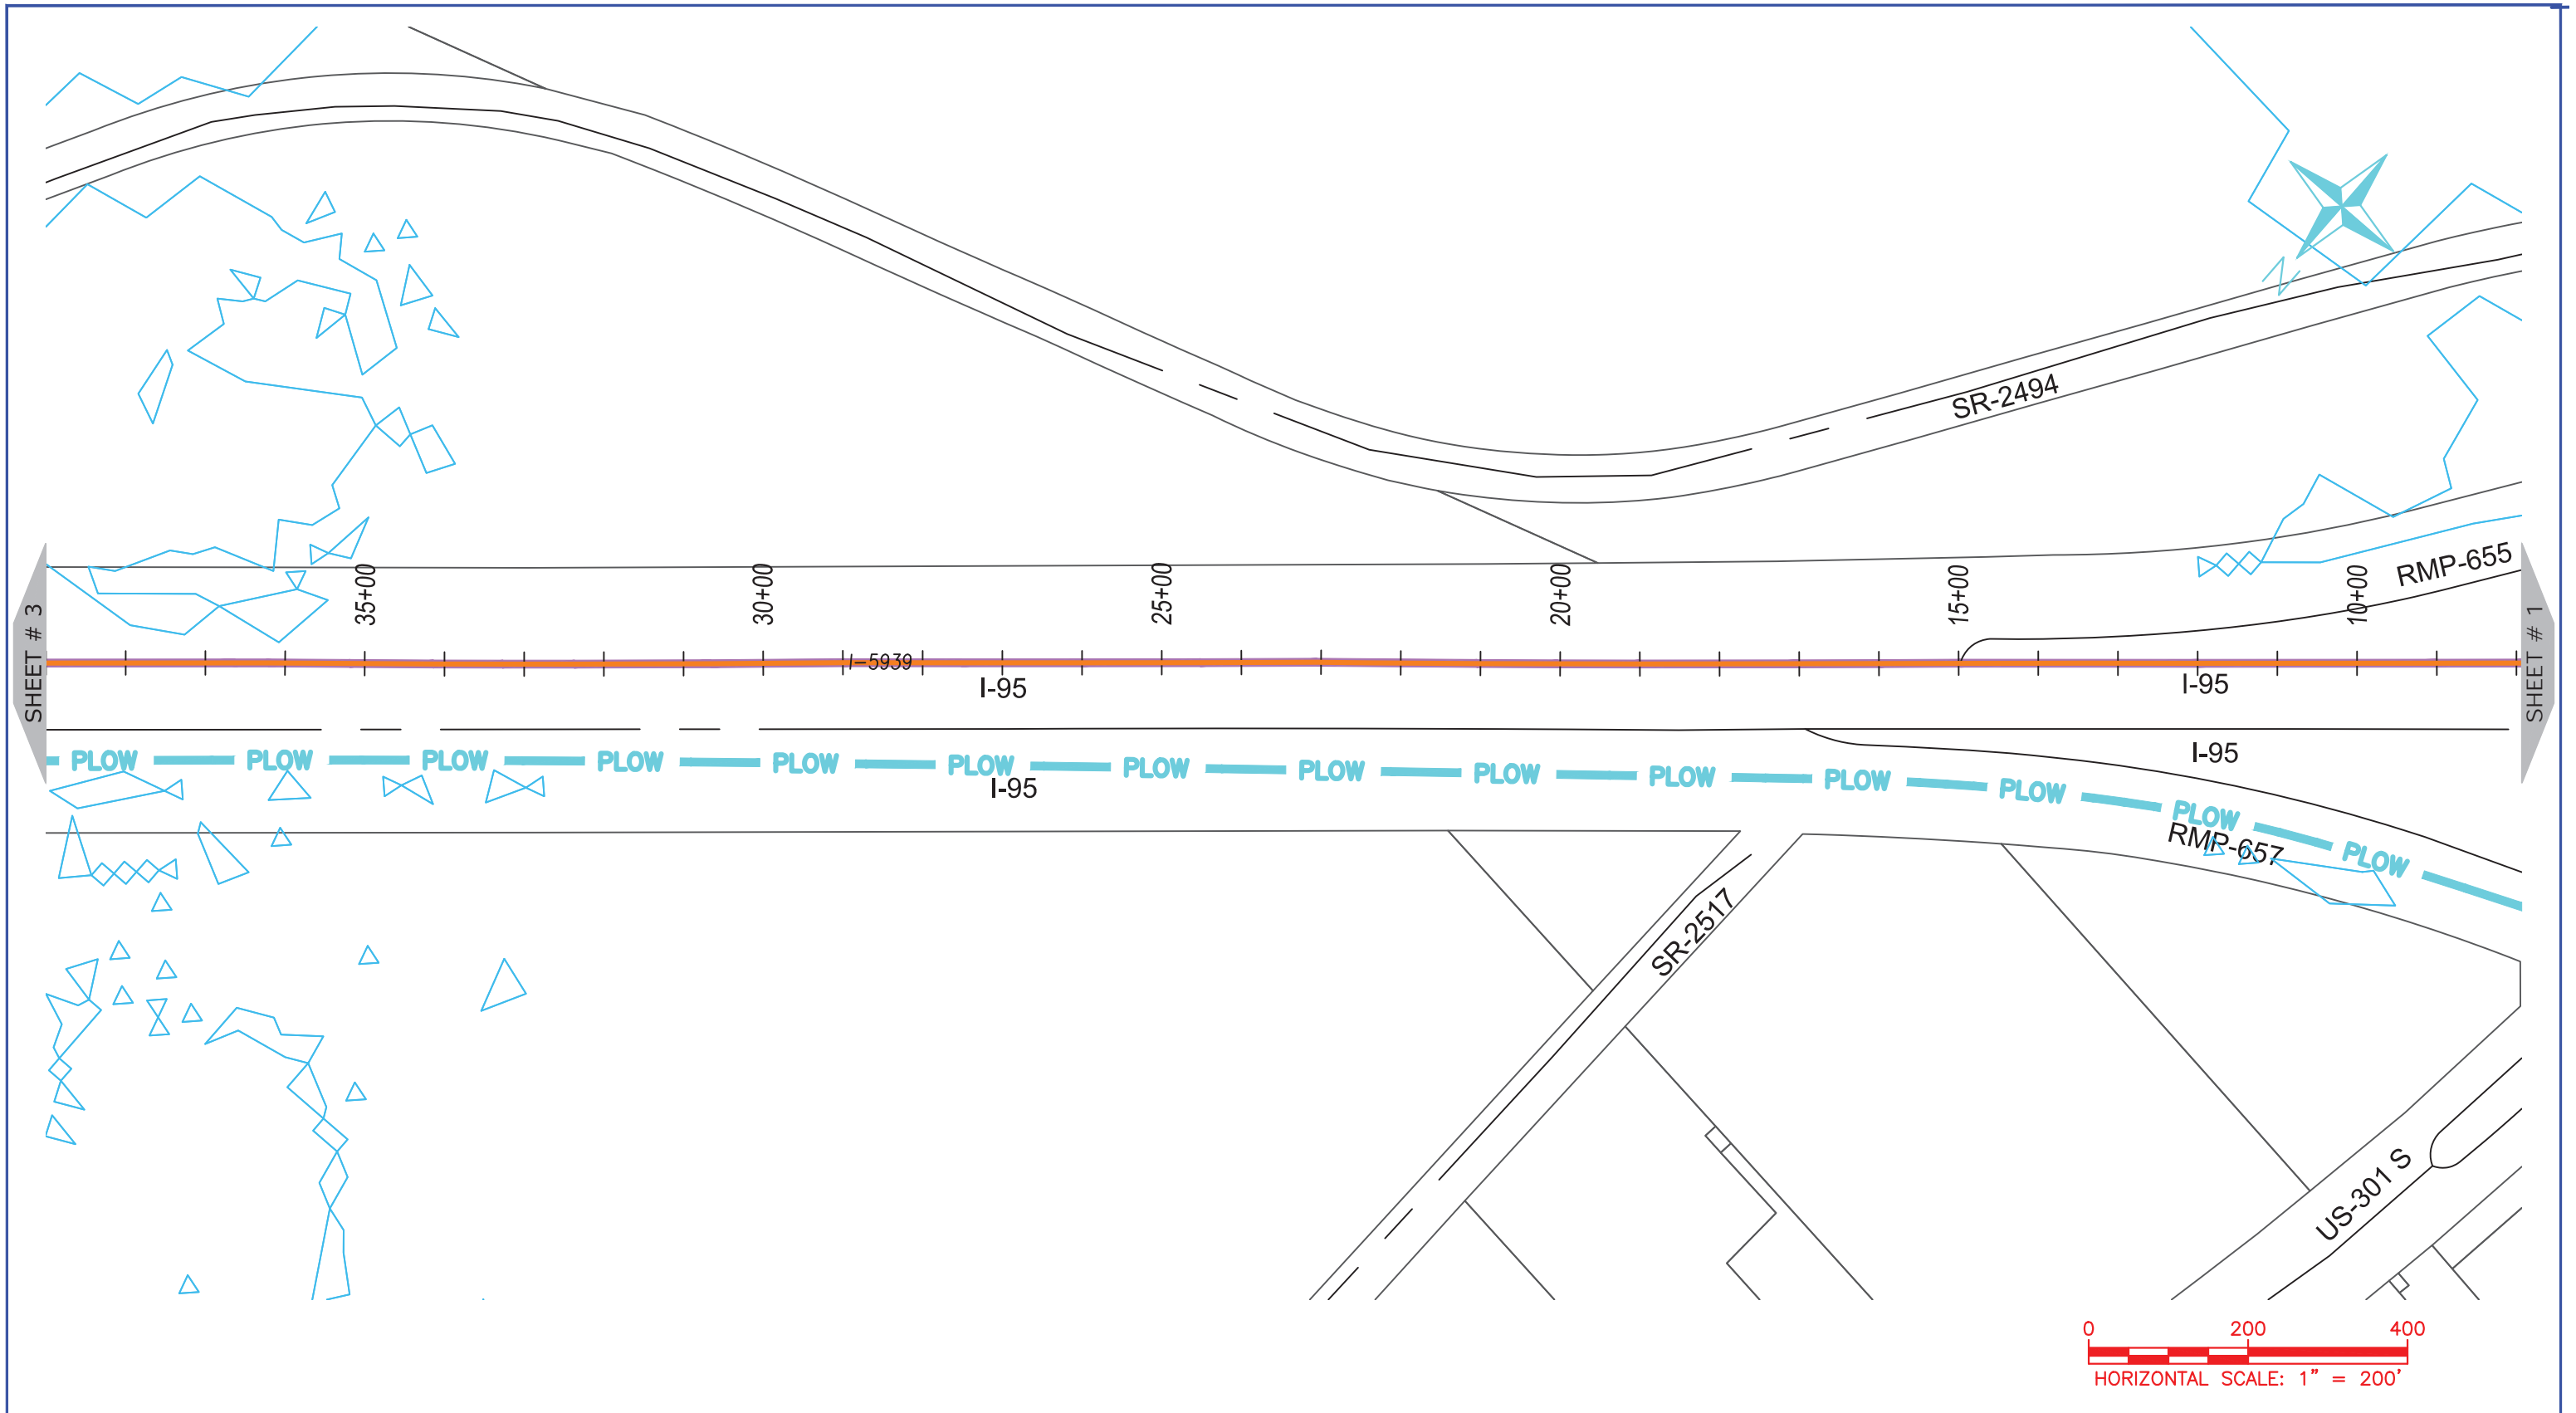 N
SR-2494
RMP-655
35+00
30+00
25+00
20+00
15+00
10+00
SHEET # 3
I-5939
SHEET # 1
I-95
I-95
I-95
PLOW PLOW PLOW PLOW PLOW PLOW PLOW PLOW PLOW PLOW PLOW PLOW PLOW PLOW
I-95
RMP-657
SR-2517
US-301 S
0 200 400
HORIZONTAL SCALE: 1" = 200'